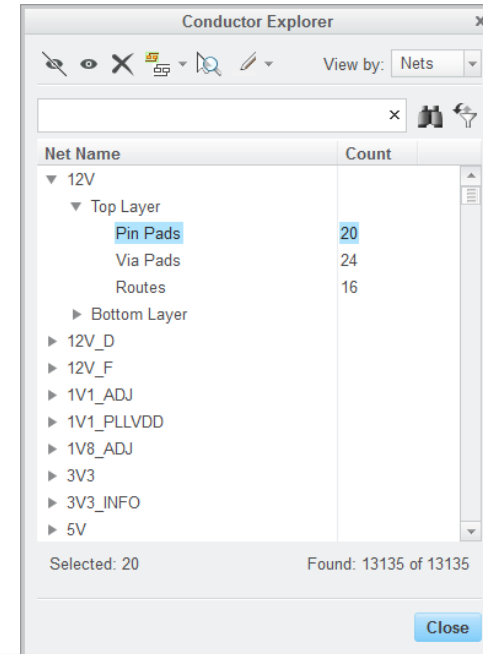 Conductor Explorer
View by: Nets
Net Name Count
12V
Top Layer
Pin Pads 20
Via Pads 24
Routes 16
Bottom Layer
12V_D
12V_F
1V1_ADJ
1V1_PLLVDD
1V8_ADJ
3V3
3V3_INFO
5V
Selected: 20 Found: 13135 of 13135
Close